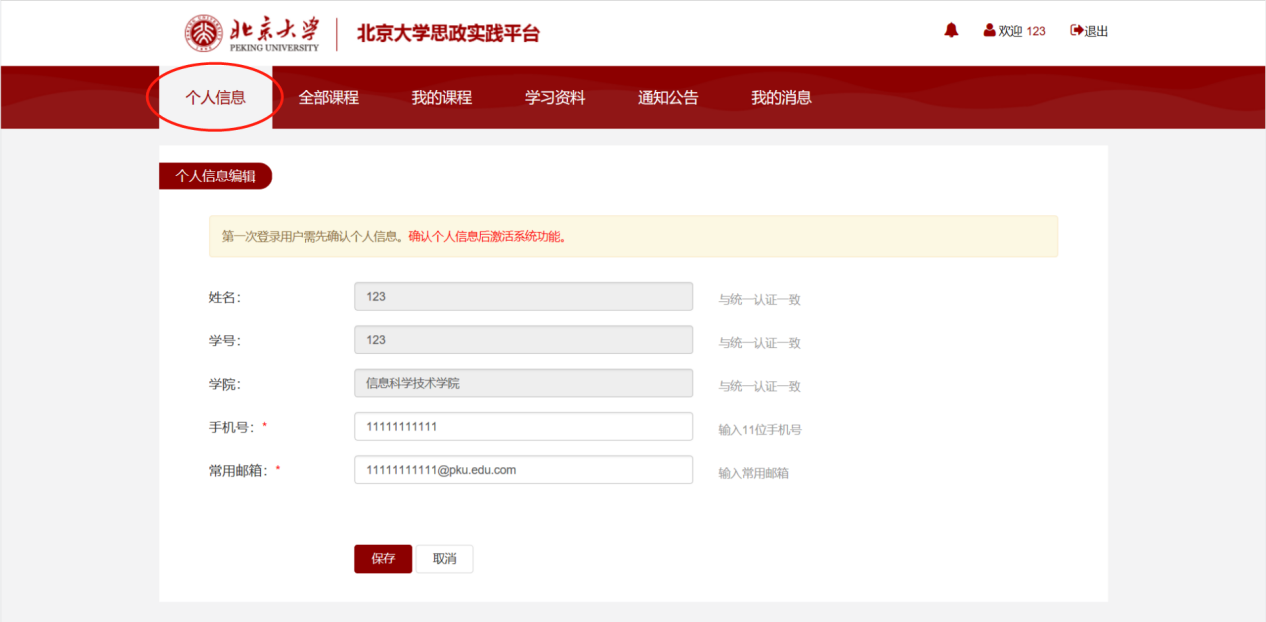 北京大学 北京大学思政实践平台 欢迎 123 退出
PEKING UNIVERSITY
个人信息 全部课程 我的课程 学习资料 通知公告 我的消息
个人信息编辑
第一次登录用户需先确认个人信息。确认个人信息后激活系统功能。
姓名： 123 与统一认证一致
学号： 123 与统一认证一致
学院： 信息科学技术学院 与统一认证一致
手机号：* 11111111111 输入11位手机号
常用邮箱：* 11111111111@pku.edu.com 输入常用邮箱
保存 取消